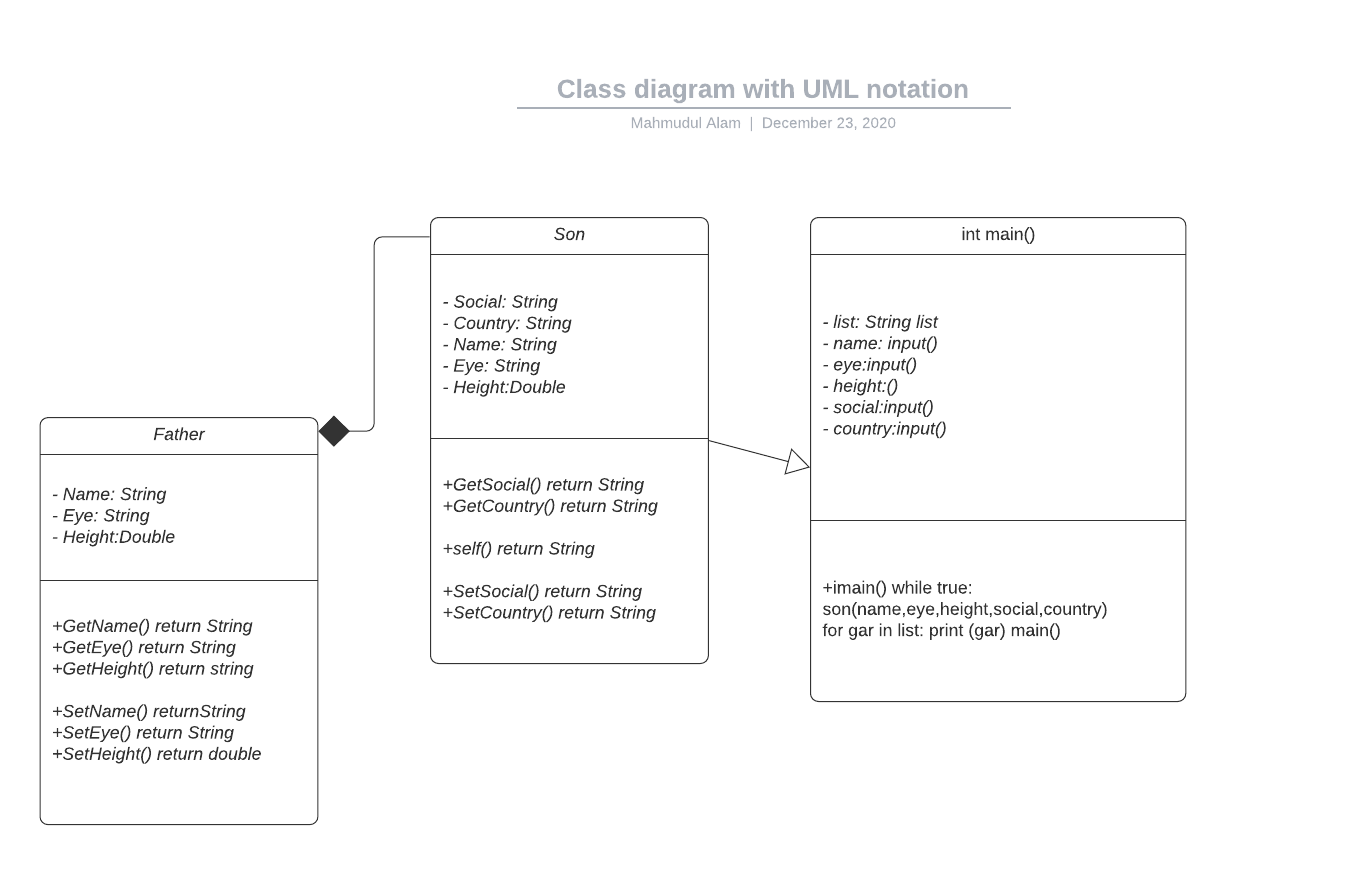 Class diagram with UML notation
Mahmudul Alam | December 23, 2020
Father
- Name: String
- Eye: String
- Height:Double
+GetName() return String
+GetEye() return String
+GetHeight() return string
+SetName() returnString
+SetEye() return String
+SetHeight() return double
Son
- Social: String
- Country: String
- Name: String
- Eye: String
- Height:Double
+GetSocial() return String
+GetCountry() return String
+self() return String
+SetSocial() return String
+SetCountry() return String
int main()
- list: String list
- name: input()
- eye:input()
- height:()
- social:input()
- country:input()
+imain() while true:
son(name,eye,height,social,country)
for gar in list: print (gar) main()